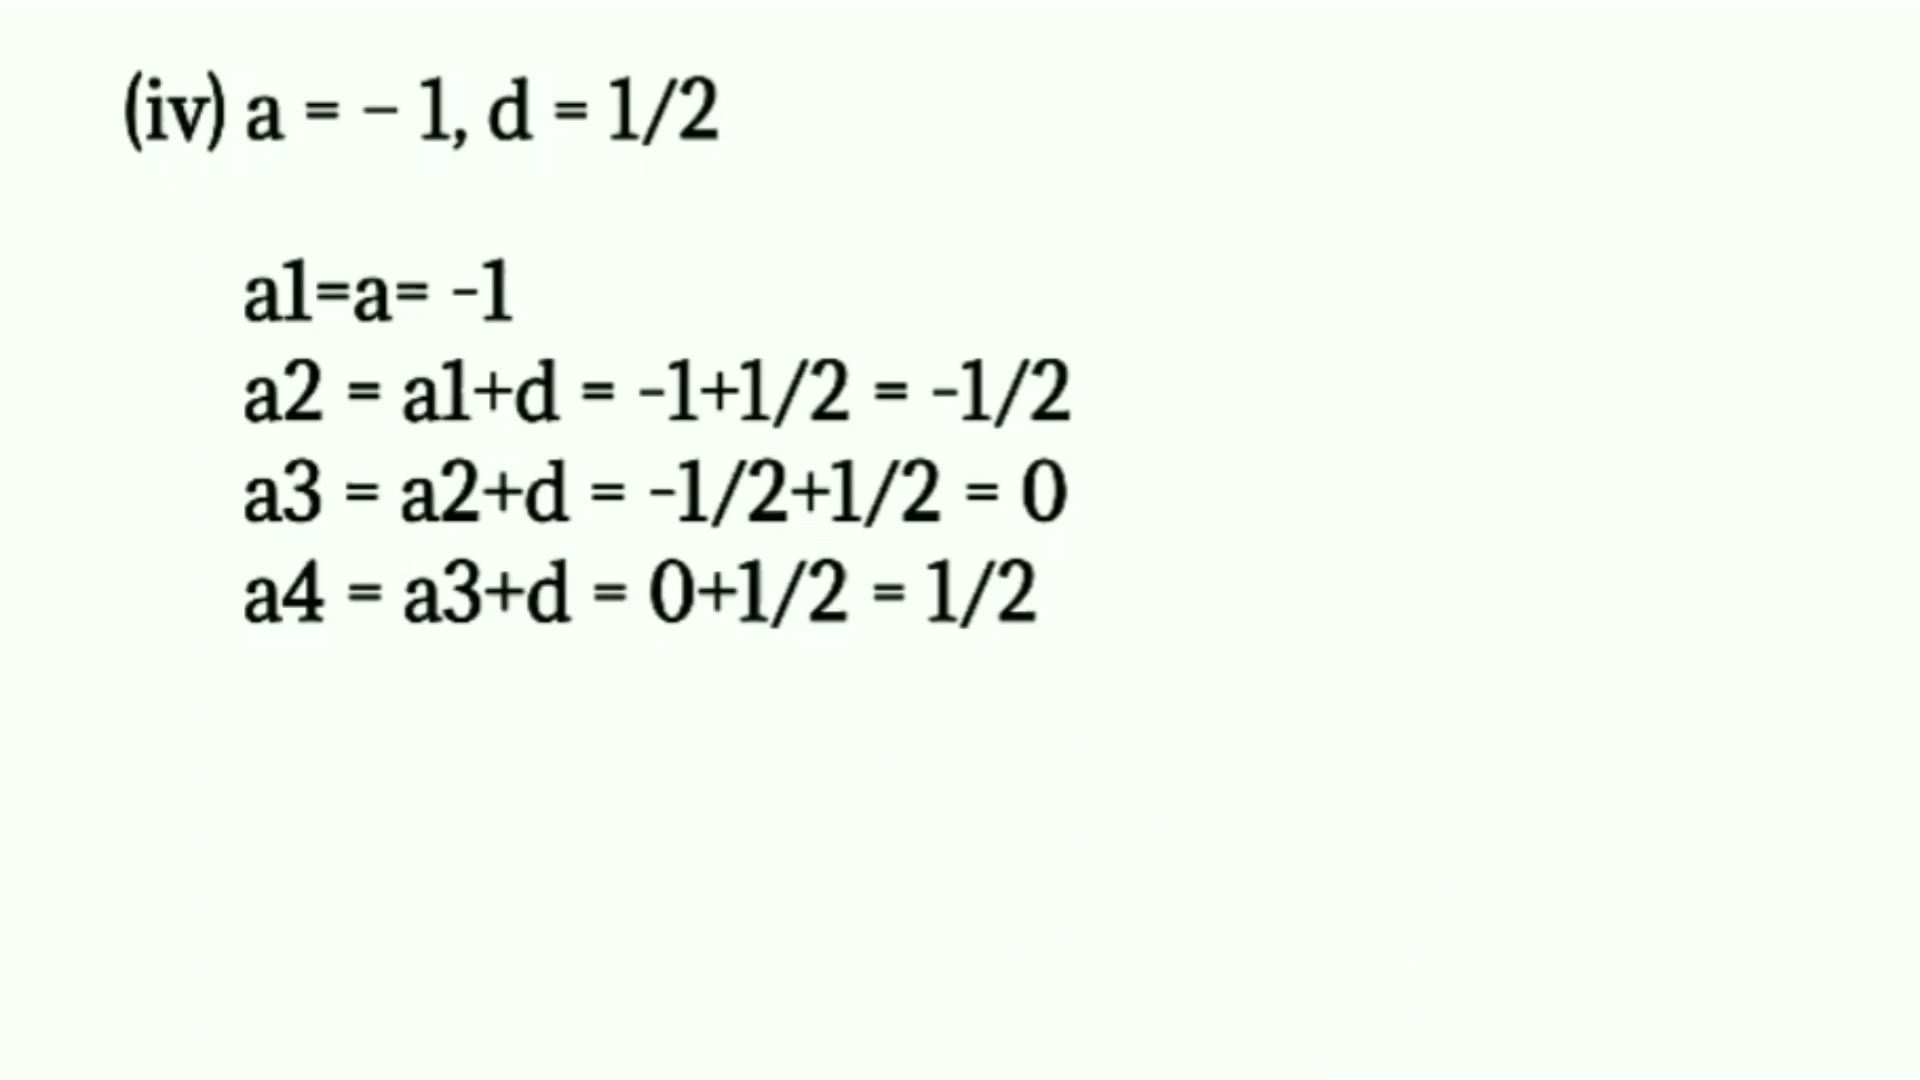 (iv) a = – 1, d = 1/2
a1=a= -1
a2 = a1+d = -1+1/2 = -1/2
a3 = a2+d = -1/2+1/2 = 0
a4 = a3+d = 0+1/2 = 1/2